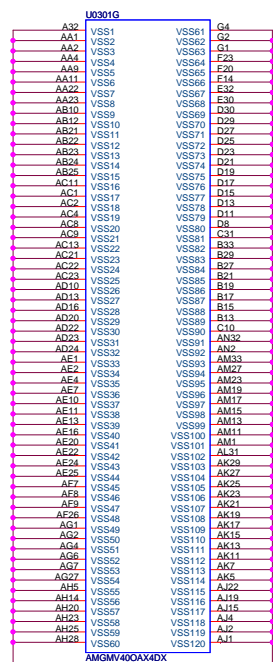 U0301G
A32 VSS1 VSS61 G4
AA1 VSS2 VSS62 G2
AA2 VSS3 VSS63 G1
AA4 VSS4 VSS64 F23
AA9 VSS5 VSS65 F20
AA11 VSS6 VSS66 F14
AA22 VSS7 VSS67 E32
AA23 VSS8 VSS68 E30
AB10 VSS9 VSS69 D30
AB12 VSS10 VSS70 D29
AB21 VSS11 VSS71 D27
AB22 VSS12 VSS72 D25
AB23 VSS13 VSS73 D23
AB24 VSS14 VSS74 D21
AB25 VSS15 VSS75 D19
AC11 VSS16 VSS76 D17
AC1 VSS17 VSS77 D15
AC2 VSS18 VSS78 D13
AC4 VSS19 VSS79 D11
AC8 VSS20 VSS80 D8
AC9 VSS21 VSS81 C31
AC13 VSS22 VSS82 B33
AC21 VSS23 VSS83 B29
AC22 VSS24 VSS84 B27
AC23 VSS25 VSS85 B21
AD10 VSS26 VSS86 B19
AD13 VSS27 VSS87 B17
AD16 VSS28 VSS88 B15
AD20 VSS29 VSS89 B13
AD22 VSS30 VSS90 C10
AD23 VSS31 VSS91 AN32
AD24 VSS32 VSS92 AN2
AE1 VSS33 VSS93 AM33
AE2 VSS34 VSS94 AM27
AE4 VSS35 VSS95 AM23
AE7 VSS36 VSS96 AM19
AE10 VSS37 VSS97 AM17
AE11 VSS38 VSS98 AM15
AE13 VSS39 VSS99 AM13
AE16 VSS40 VSS100 AM11
AE20 VSS41 VSS101 AM1
AE22 VSS42 VSS102 AL31
AE24 VSS43 VSS103 AK29
AE25 VSS44 VSS104 AK27
AF7 VSS45 VSS105 AK25
AF8 VSS46 VSS106 AK23
AF9 VSS47 VSS107 AK21
AF26 VSS48 VSS108 AK19
AG1 VSS49 VSS109 AK17
AG2 VSS50 VSS110 AK15
AG4 VSS51 VSS111 AK13
AG6 VSS52 VSS112 AK11
AG7 VSS53 VSS113 AK7
AG27 VSS54 VSS114 AK5
AH5 VSS55 VSS115 AJ22
AH14 VSS56 VSS116 AJ19
AH20 VSS57 VSS117 AJ15
AH23 VSS58 VSS118 AJ4
AH25 VSS59 VSS119 AJ2
AH28 VSS60 VSS120 AJ1
AMGMV40OAX4DX